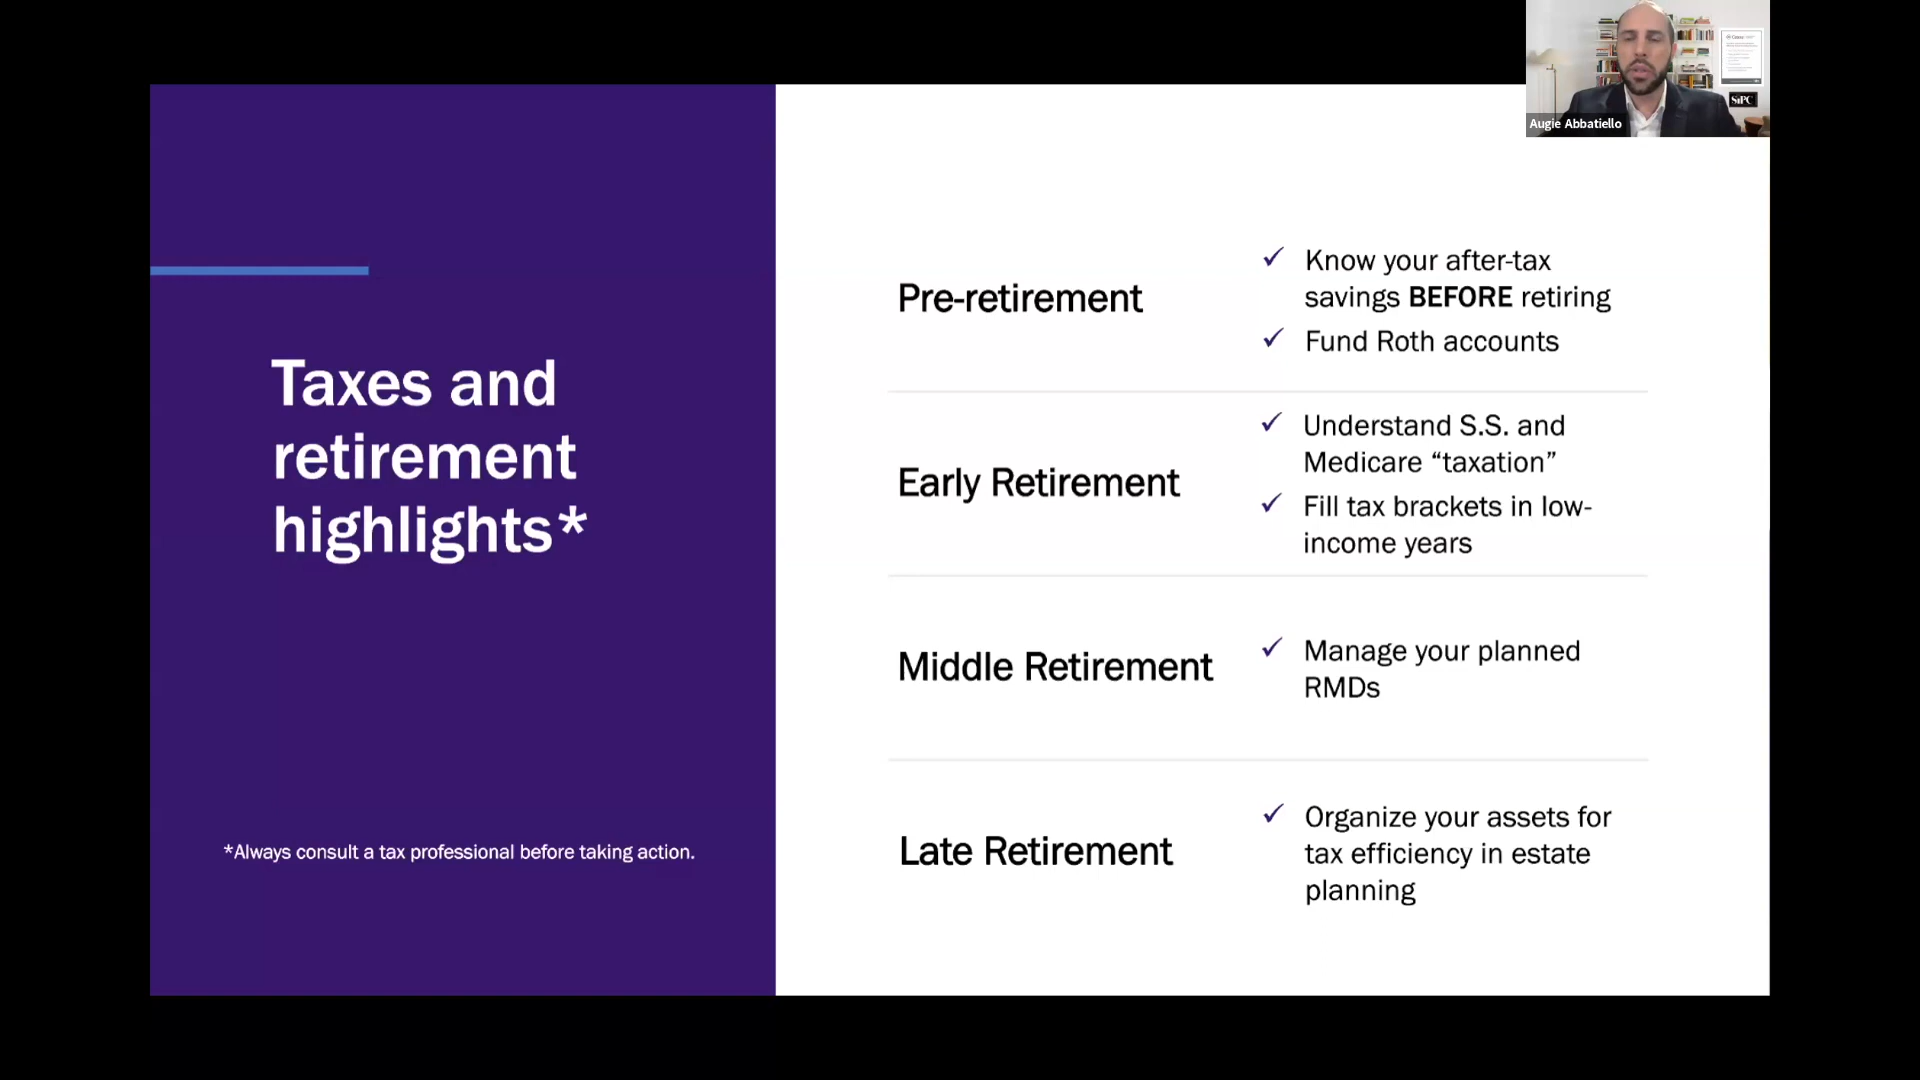 Taxes and
retirement
highlights*
*Always consult a tax professional before taking action.
Pre-retirement
✓ Know your after-tax
savings BEFORE retiring
✓ Fund Roth accounts
Early Retirement
✓ Understand S.S. and
Medicare “taxation”
✓ Fill tax brackets in low-
income years
Middle Retirement
✓ Manage your planned
RMDs
Late Retirement
✓ Organize your assets for
tax efficiency in estate
planning
SIPC
Augie Abbatiello